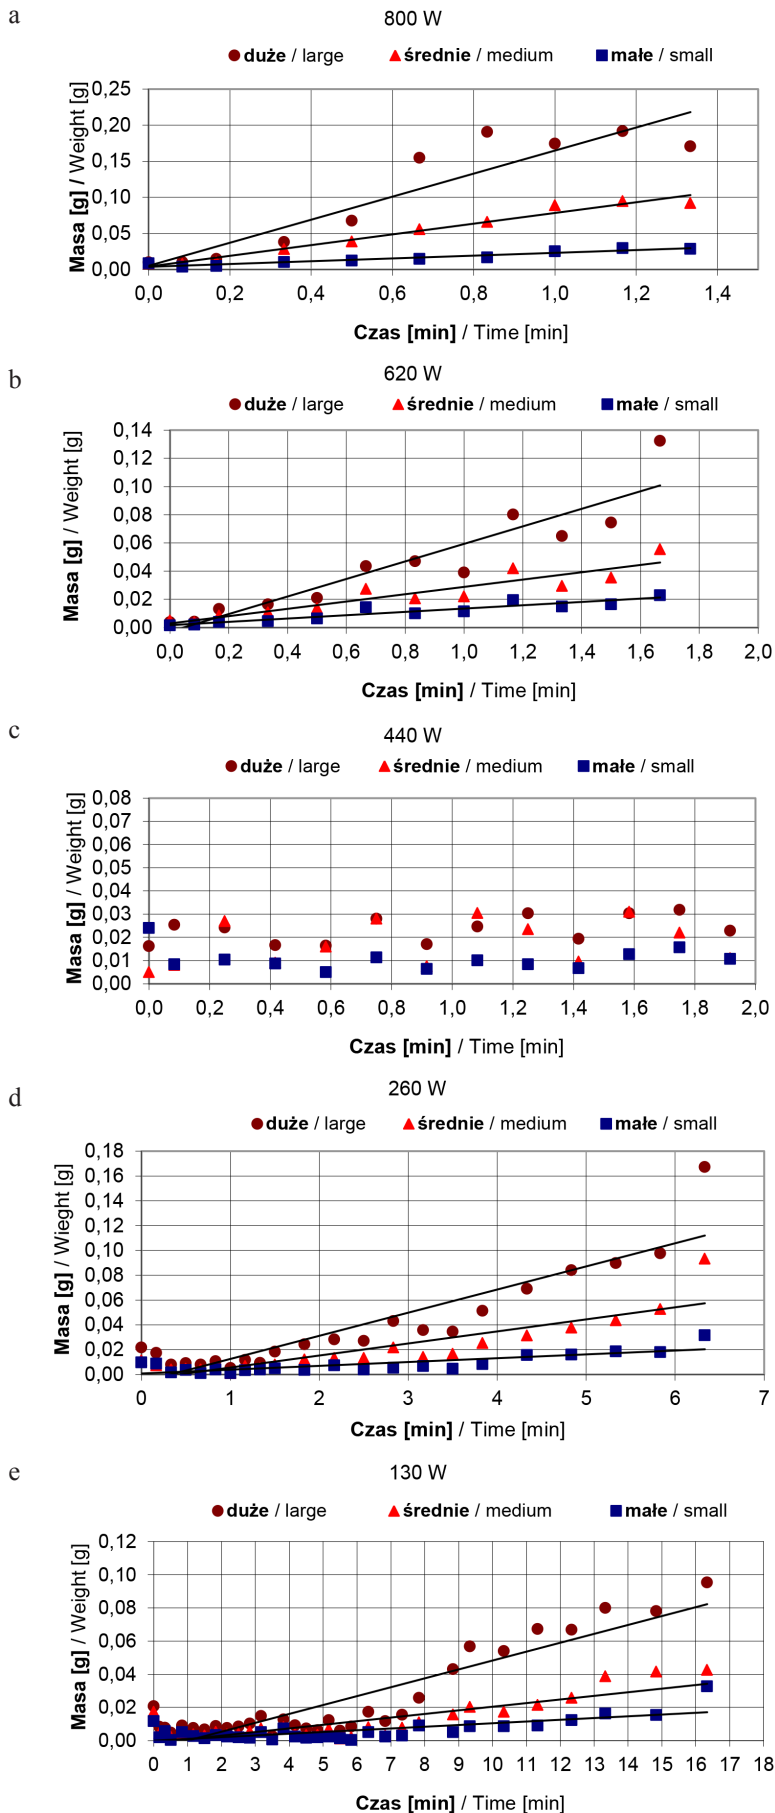 a
800 W
duże / large średnie / medium małe / small
Masa [g] / Weight [g]
0,25
0,20
0,15
0,10
0,05
0,00
0,0 0,2 0,4 0,6 0,8 1,0 1,2 1,4
Czas [min] / Time [min]
b
620 W
duże / large średnie / medium małe / small
Masa [g] / Weight [g]
0,14
0,12
0,10
0,08
0,06
0,04
0,02
0,00
0,0 0,2 0,4 0,6 0,8 1,0 1,2 1,4 1,6 1,8 2,0
Czas [min] / Time [min]
c
440 W
duże / large średnie / medium małe / small
Masa [g] / Weight [g]
0,08
0,07
0,06
0,05
0,04
0,03
0,02
0,01
0,00
0,0 0,2 0,4 0,6 0,8 1,0 1,2 1,4 1,6 1,8 2,0
Czas [min] / Time [min]
d
260 W
duże / large średnie / medium małe / small
Masa [g] / Wieght [g]
0,18
0,16
0,14
0,12
0,10
0,08
0,06
0,04
0,02
0,00
0 1 2 3 4 5 6 7
Czas [min] / Time [min]
e
130 W
duże / large średnie / medium małe / small
Masa [g] / Weight [g]
0,12
0,10
0,08
0,06
0,04
0,02
0,00
0 1 2 3 4 5 6 7 8 9 10 11 12 13 14 15 16 17 18
Czas [min] / Time [min]